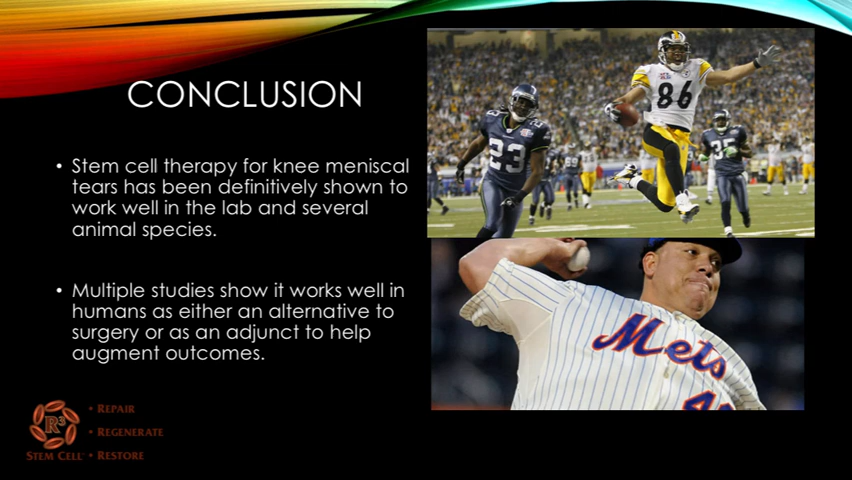 CONCLUSION
• Stem cell therapy for knee meniscal
tears has been definitively shown to
work well in the lab and several
animal species.
• Multiple studies show it works well in
humans as either an alternative to
surgery or as an adjunct to help
augment outcomes.
86
23
35
Mets
R³
STEM CELL
• REPAIR
• REGENERATE
• RESTORE